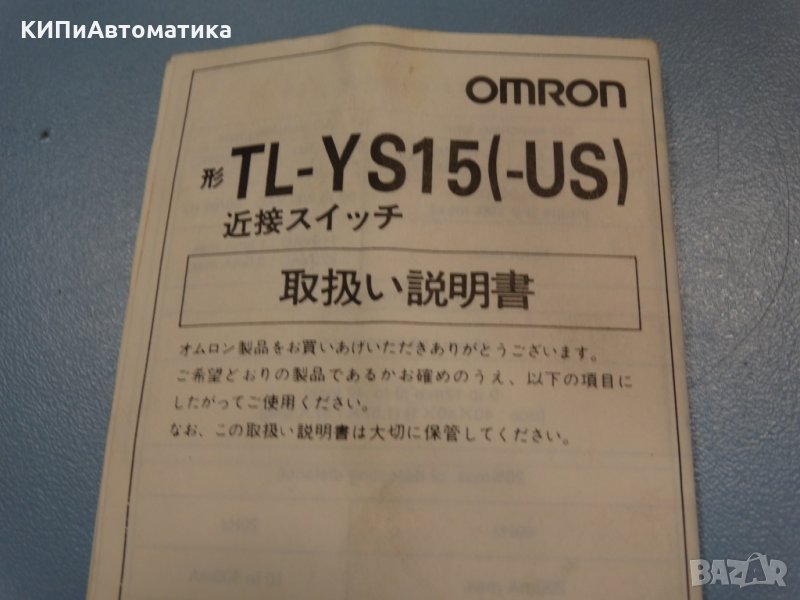 КИПиАвтоматика
OMRON
形 TL-YS15(-US)
近接スイッチ
取扱い説明書
オムロン製品をお買いあげいただきありがとうございます。
ご希望どおりの製品であるかお確めのうえ、以下の項目に
したがってご使用ください。
なお、この取扱い説明書は大切に保管してください。
BAZAR